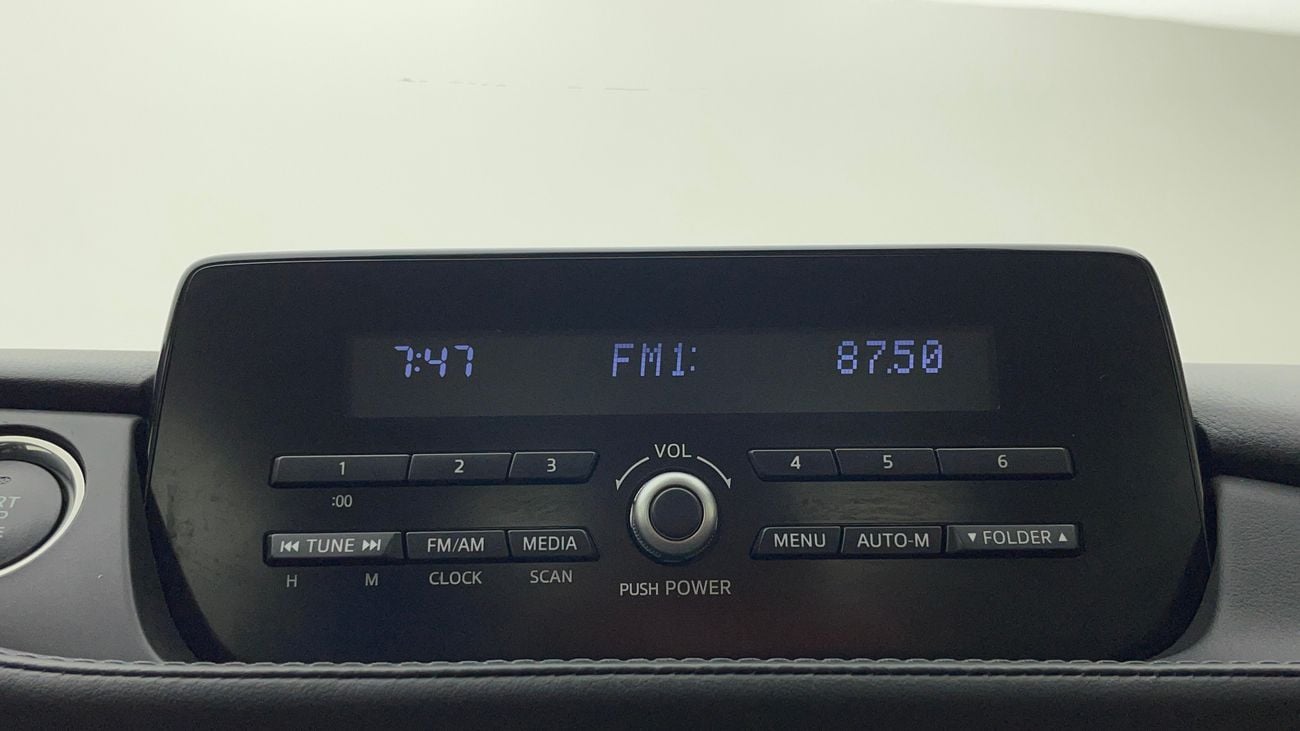 7:47 FM1: 87.50
VOL
1 2 3 4 5 6
:00
⏮ TUNE ⏭ FM/AM MEDIA MENU AUTO-M ▼ FOLDER ▲
H M CLOCK SCAN
PUSH POWER